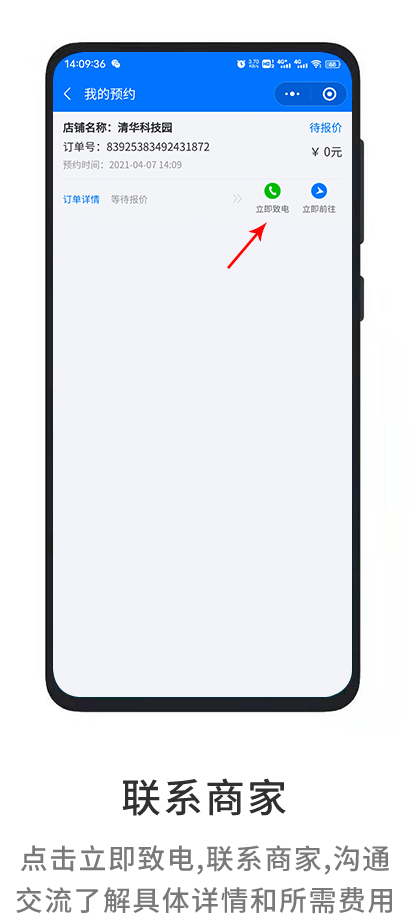 14:09:36
我的预约
店铺名称：清华科技园
待报价
订单号：83925383492431872
￥ 0元
预约时间：2021-04-07 14:09
订单详情 等待报价
立即致电 立即前往
联系商家
点击立即致电,联系商家,沟通
交流了解具体详情和所需费用